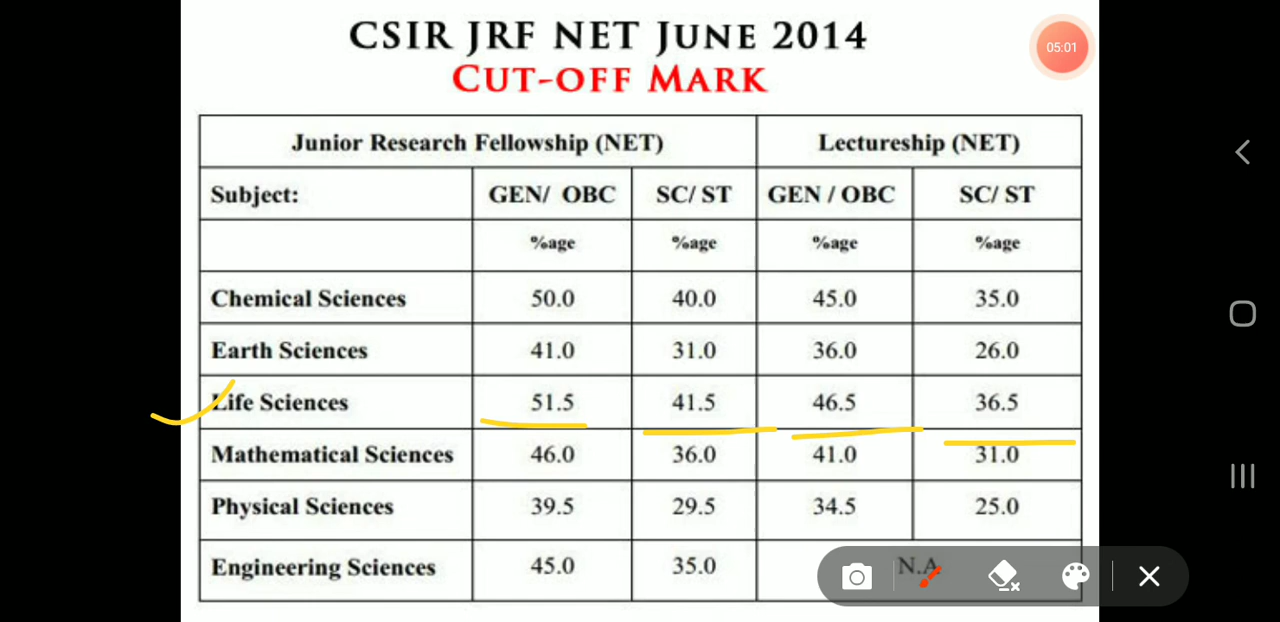 CSIR JRF NET JUNE 2014
05:01
CUT-OFF MARK
Junior Research Fellowship (NET) Lectureship (NET)
Subject: GEN/ OBC SC/ ST GEN / OBC SC/ ST
%age %age %age %age
Chemical Sciences 50.0 40.0 45.0 35.0
Earth Sciences 41.0 31.0 36.0 26.0
Life Sciences 51.5 41.5 46.5 36.5
Mathematical Sciences 46.0 36.0 41.0 31.0
Physical Sciences 39.5 29.5 34.5 25.0
Engineering Sciences 45.0 35.0 N.A